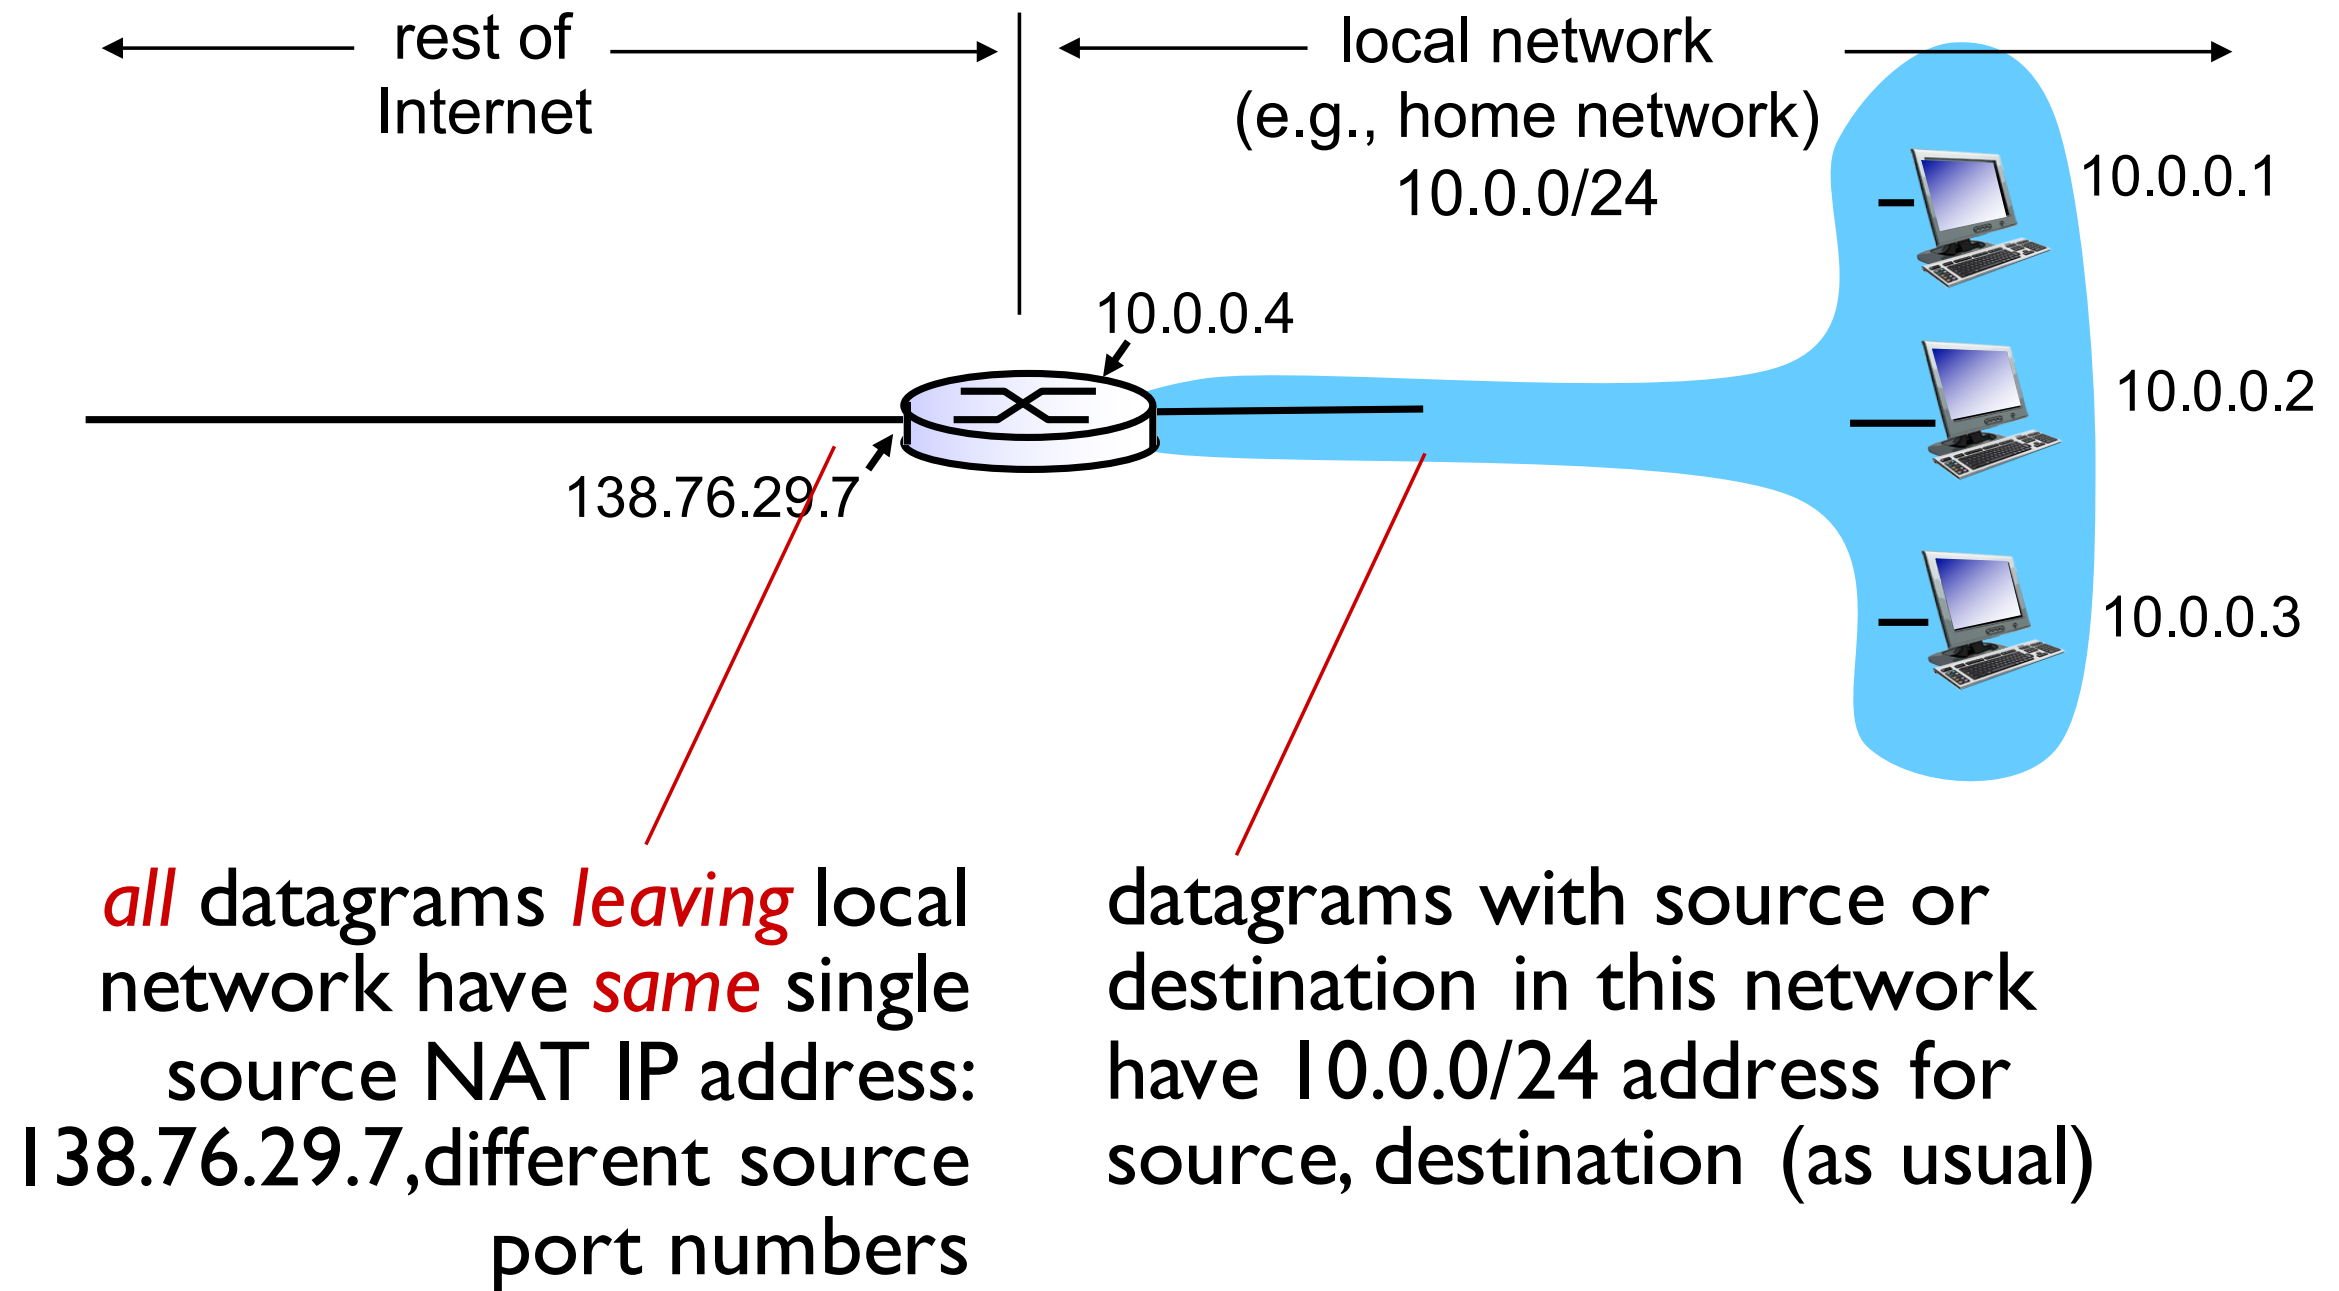 rest of
Internet
local network
(e.g., home network)
10.0.0/24
10.0.0.1
10.0.0.4
10.0.0.2
138.76.29.7
10.0.0.3
all datagrams leaving local
network have same single
source NAT IP address:
138.76.29.7,different source
port numbers
datagrams with source or
destination in this network
have 10.0.0/24 address for
source, destination (as usual)